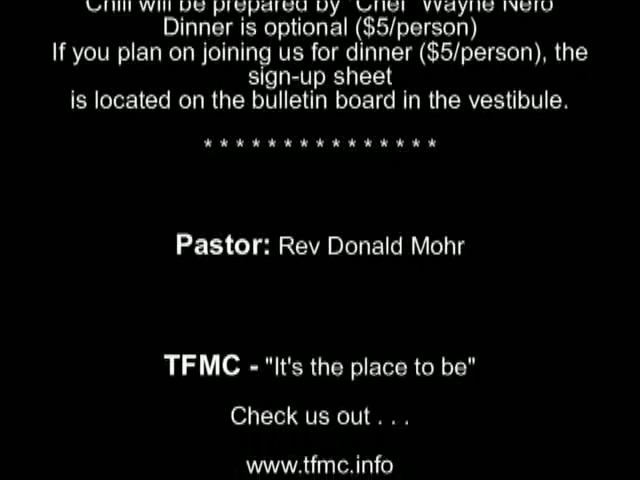 Chili will be prepared by "Chef" Wayne Nero
Dinner is optional ($5/person)
If you plan on joining us for dinner ($5/person), the
sign-up sheet
is located on the bulletin board in the vestibule.
* * * * * * * * * * * * * * *
Pastor: Rev Donald Mohr
TFMC - "It's the place to be"
Check us out . . .
www.tfmc.info